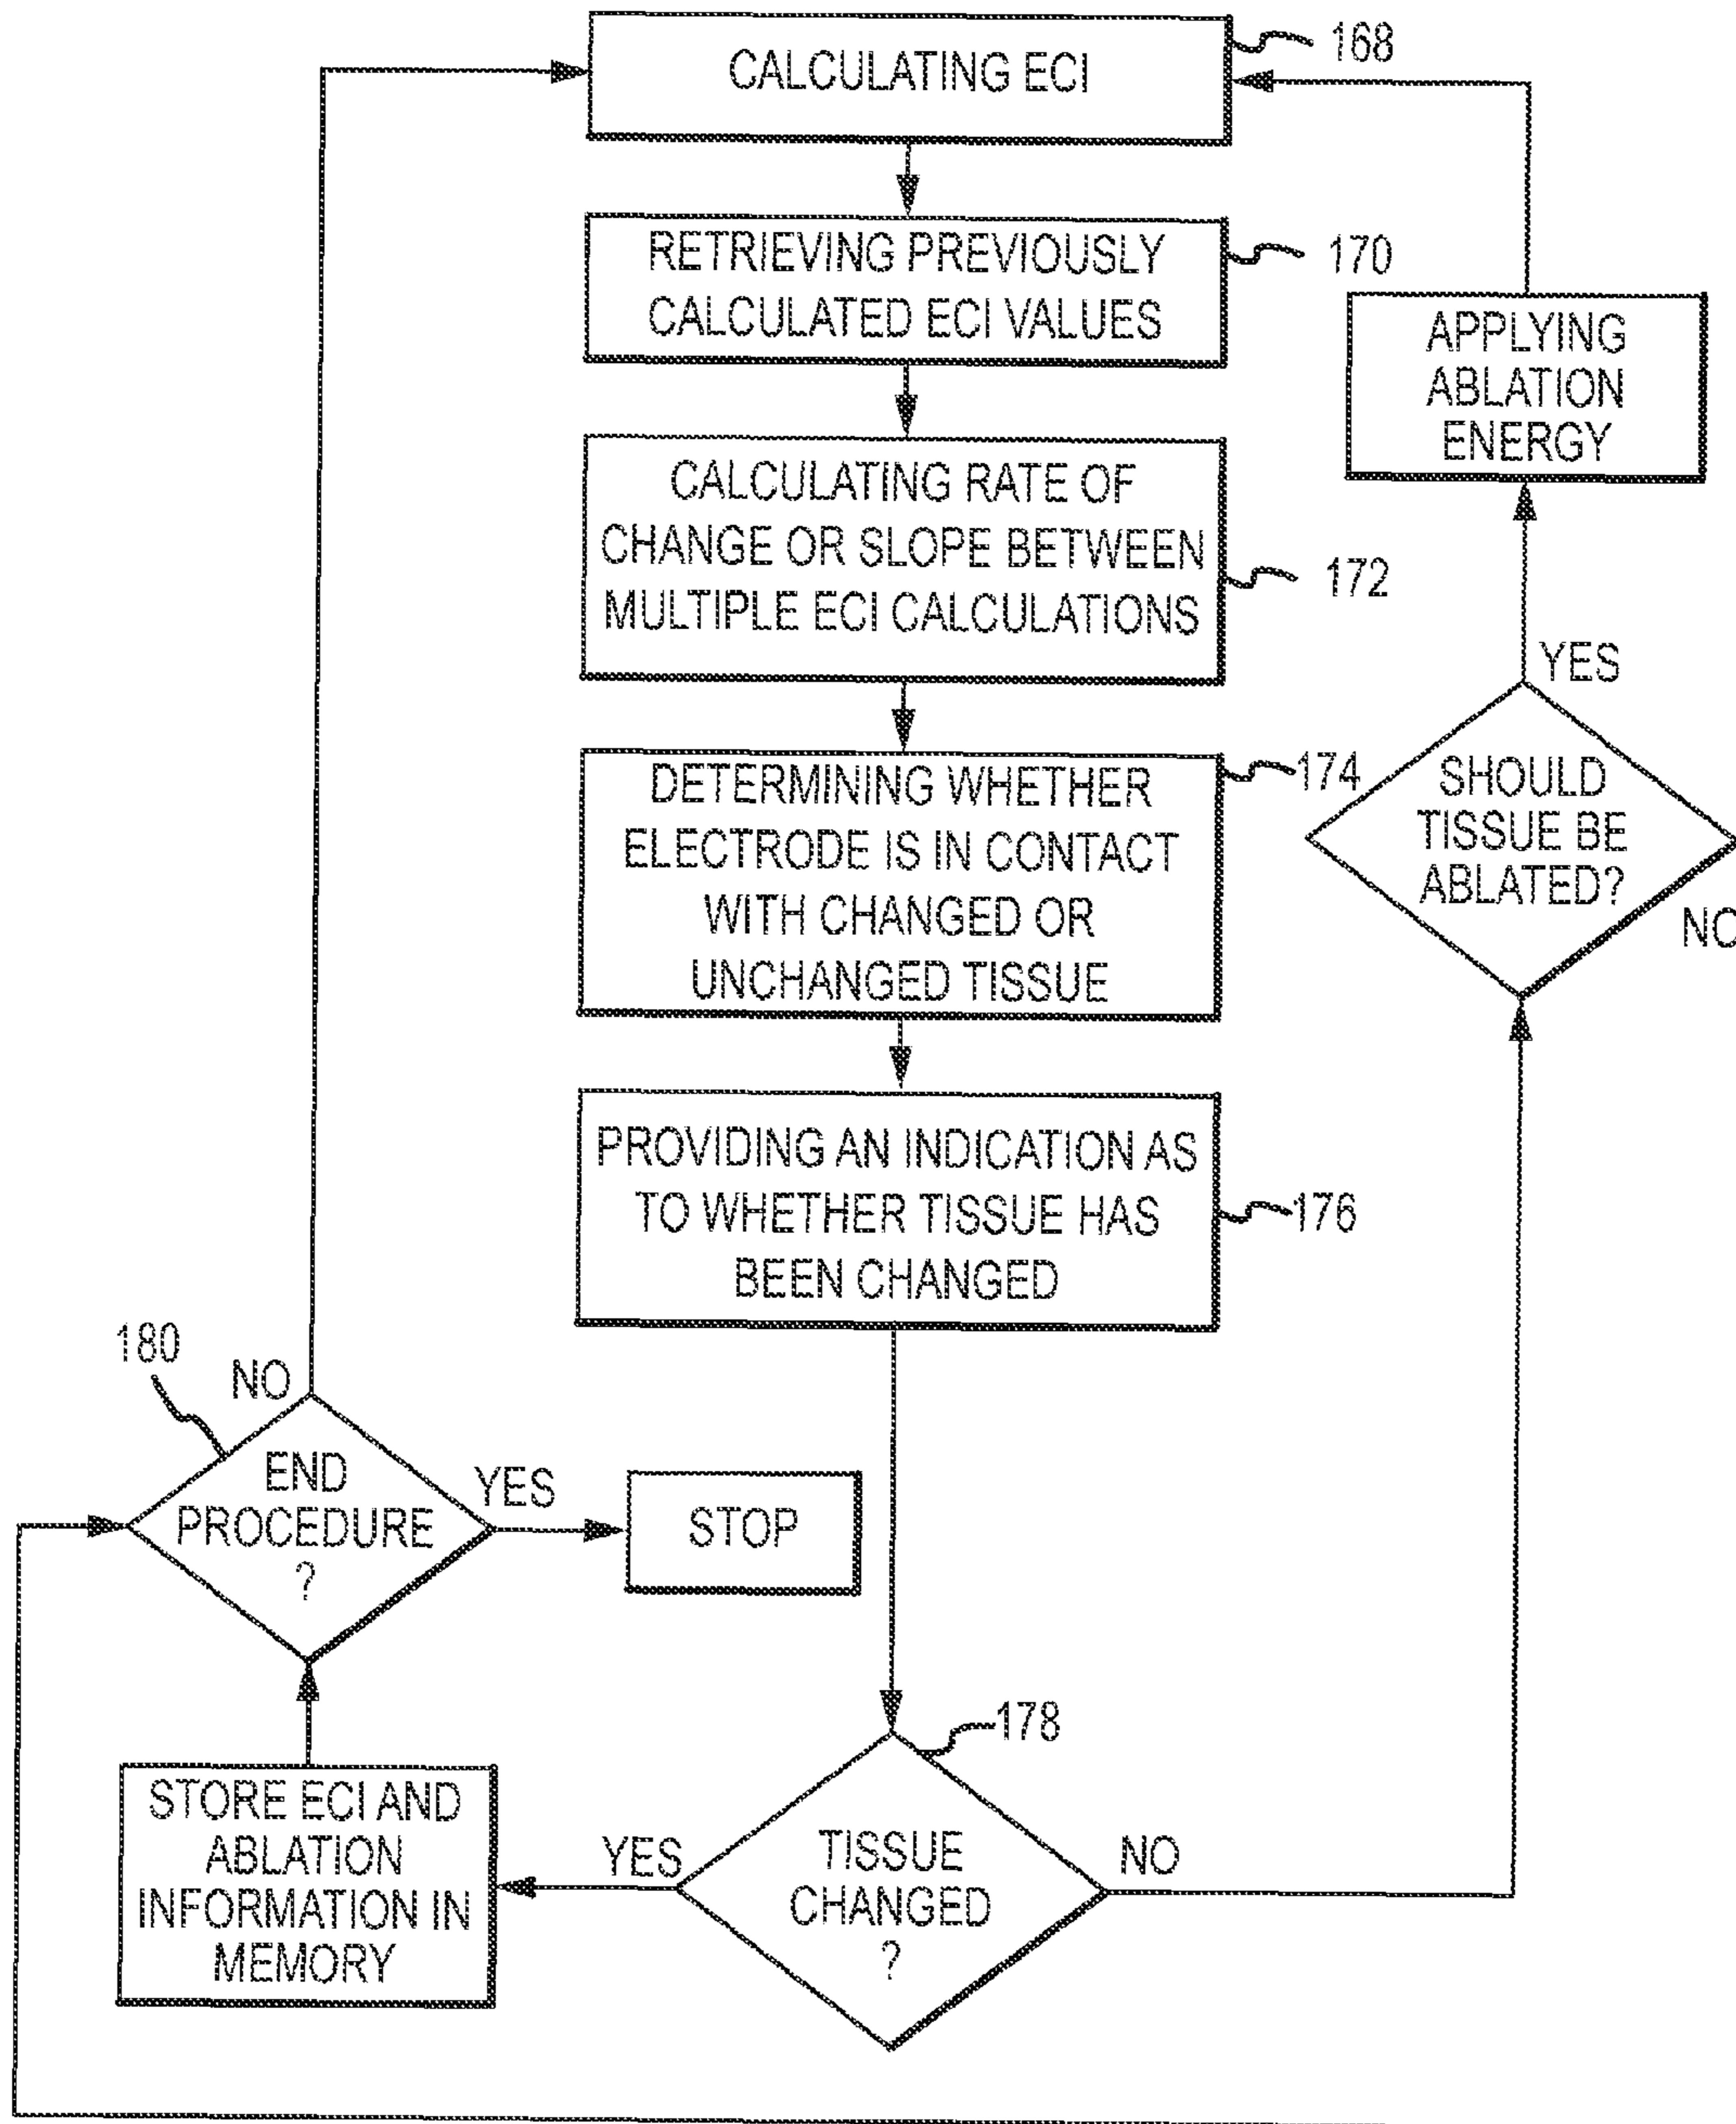 CALCULATING ECI
168
RETRIEVING PREVIOUSLY
CALCULATED ECI VALUES
170
APPLYING
ABLATION
ENERGY
CALCULATING RATE OF
CHANGE OR SLOPE BETWEEN
MULTIPLE ECI CALCULATIONS
172
YES
DETERMINING WHETHER
ELECTRODE IS IN CONTACT
WITH CHANGED OR
UNCHANGED TISSUE
174
SHOULD
TISSUE BE
ABLATED?
NO
PROVIDING AN INDICATION AS
TO WHETHER TISSUE HAS
BEEN CHANGED
176
180
NO
END
PROCEDURE
?
YES
STOP
178
STORE ECI AND
ABLATION
INFORMATION IN
MEMORY
YES
TISSUE
CHANGED
?
NO